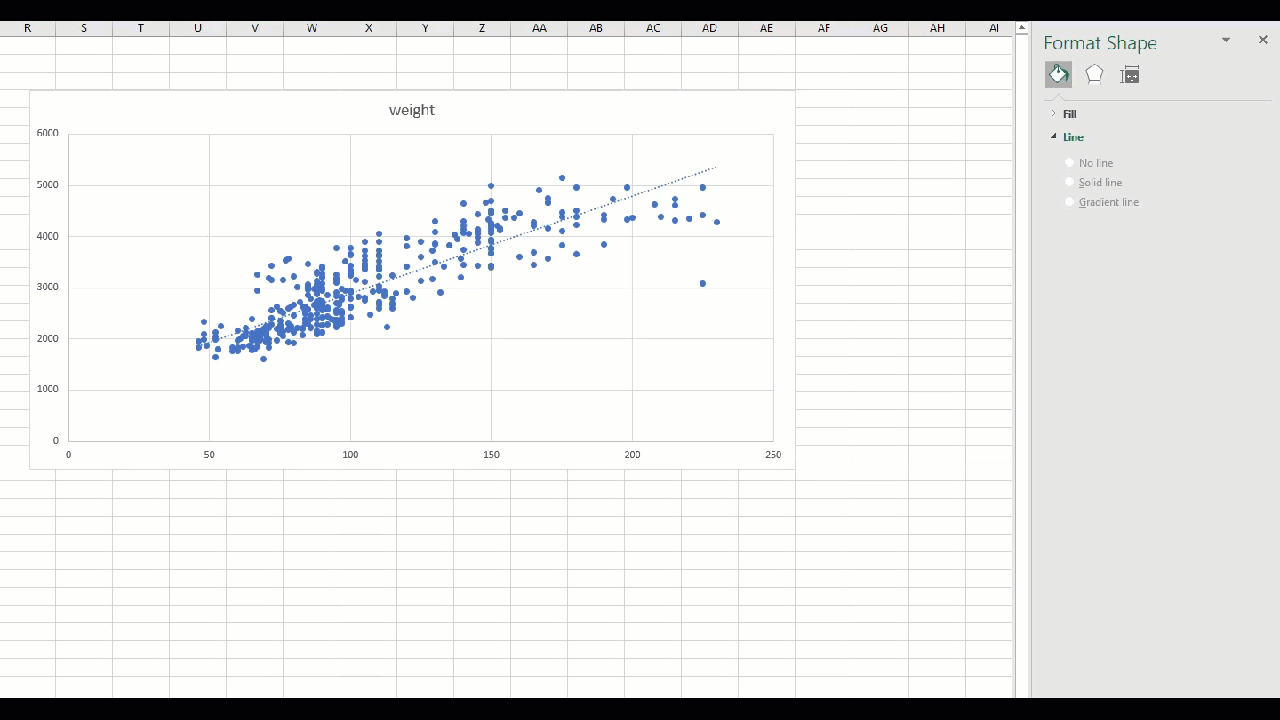 R S T U V W X Y Z AA AB AC AD AE AF AG AH AI
Format Shape
Fill
Line
No line
Solid line
Gradient line
weight
6000
5000
4000
3000
2000
1000
0
0 50 100 150 200 250